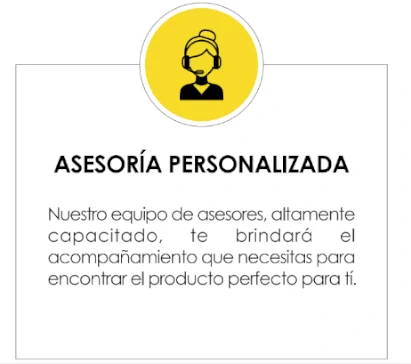 ASESORÍA PERSONALIZADA
Nuestro equipo de asesores, altamente
capacitado, te brindará el
acompañamiento que necesitas para
encontrar el producto perfecto para tí.